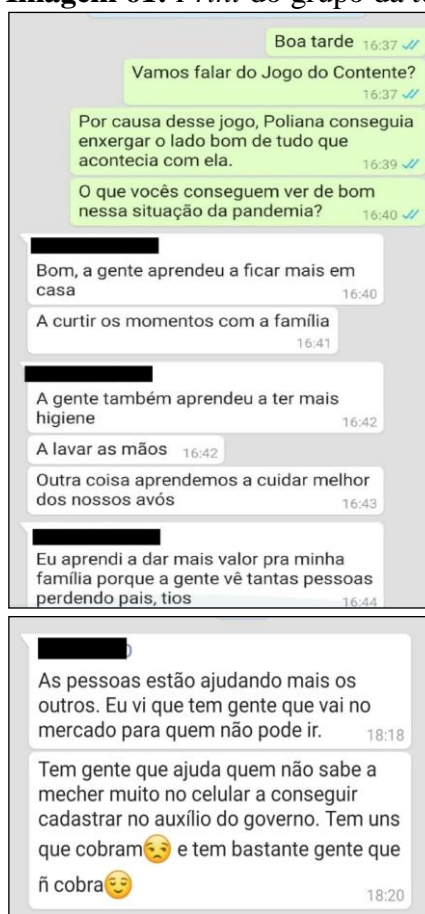 Imagem 01: Print do grupo da
Boa tarde 16:37
Vamos falar do Jogo do Contente?
16:37
Por causa desse jogo, Poliana conseguia
enxergar o lado bom de tudo que
acontecia com ela. 16:39
O que vocês conseguem ver de bom
nessa situação da pandemia? 16:40
Bom, a gente aprendeu a ficar mais em
casa 16:40
A curtir os momentos com a família
16:41
A gente também aprendeu a ter mais
higiene 16:42
A lavar as mãos 16:42
Outra coisa aprendemos a cuidar melhor
dos nossos avós 16:43
Eu aprendi a dar mais valor pra minha
família porque a gente vê tantas pessoas
perdendo pais, tios 16:44
As pessoas estão ajudando mais os
outros. Eu vi que tem gente que vai no
mercado para quem não pode ir. 18:18
Tem gente que ajuda quem não sabe a
mecher muito no celular a conseguir
cadastrar no auxílio do governo. Tem uns
que cobram😒 e tem bastante gente que
ñ cobra😌 18:20